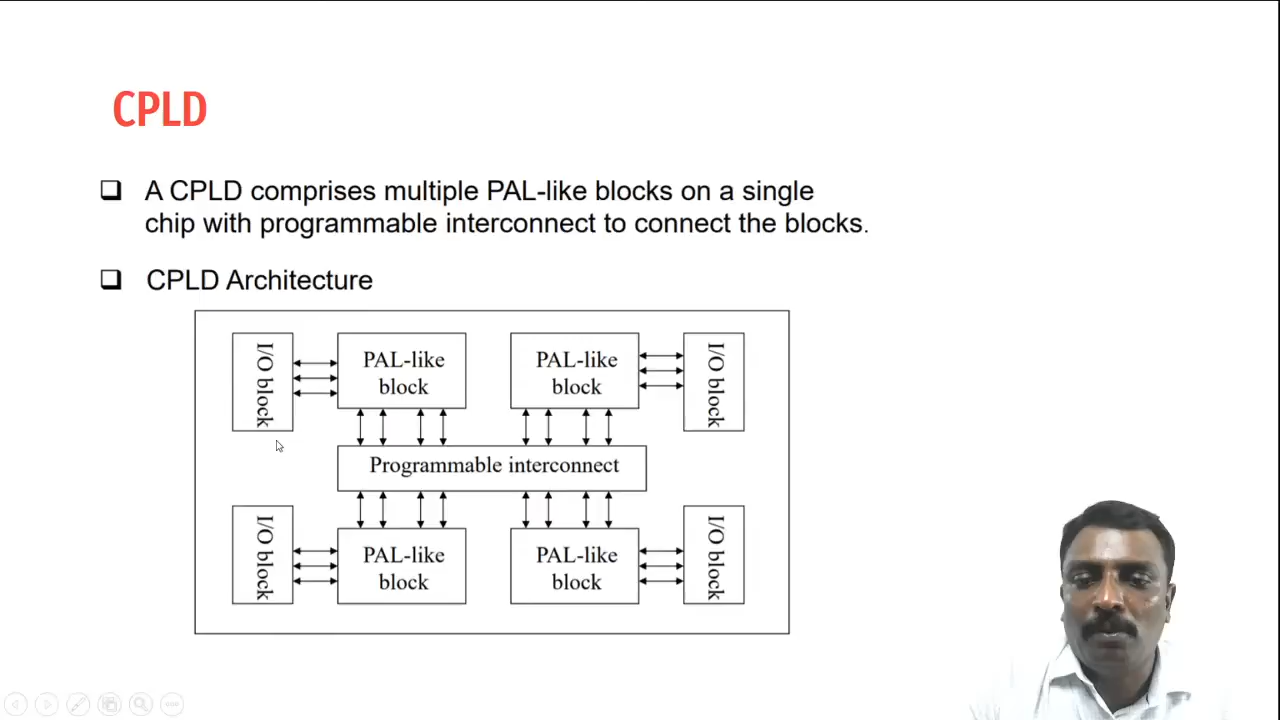 CPLD
A CPLD comprises multiple PAL-like blocks on a single
chip with programmable interconnect to connect the blocks.
CPLD Architecture
I/O block
PAL-like
block
PAL-like
block
I/O block
Programmable interconnect
I/O block
PAL-like
block
PAL-like
block
I/O block